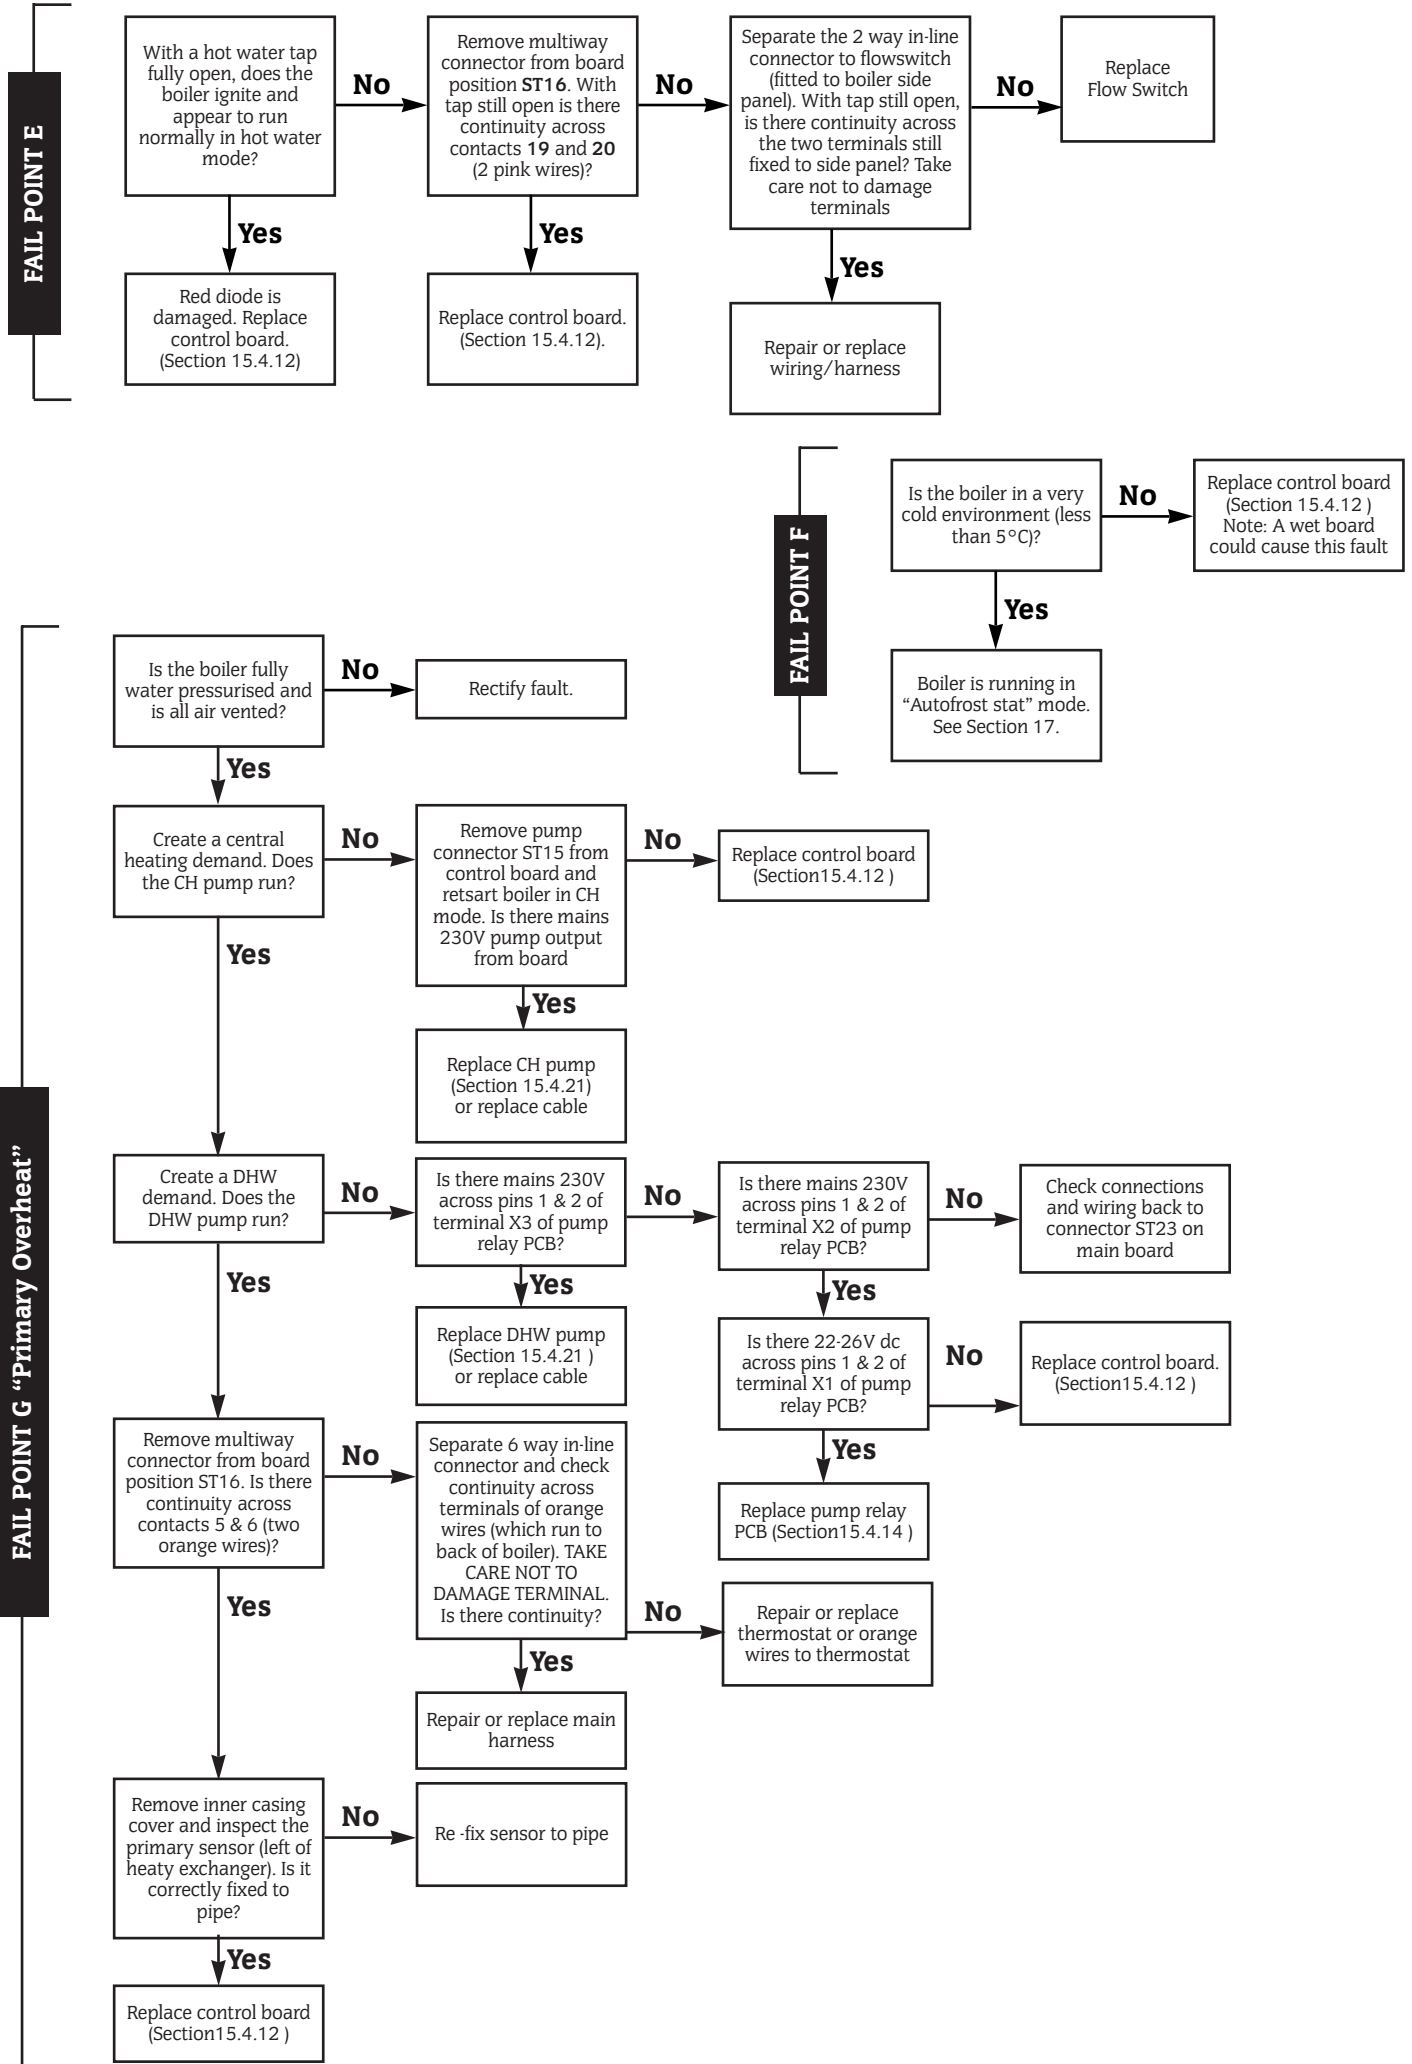 FAIL POINT E
With a hot water tap
fully open, does the
boiler ignite and
appear to run
normally in hot water
mode?
No
Remove multiway
connector from board
position ST16. With
tap still open is there
continuity across
contacts 19 and 20
(2 pink wires)?
No
Separate the 2 way in-line
connector to flowswitch
(fitted to boiler side
panel). With tap still open,
is there continuity across
the two terminals still
fixed to side panel? Take
care not to damage
terminals
No
Replace
Flow Switch
Yes
Yes
Yes
Red diode is
damaged. Replace
control board.
(Section 15.4.12)
Replace control board.
(Section 15.4.12).
Repair or replace
wiring/harness
FAIL POINT F
Is the boiler in a very
cold environment (less
than 5°C)?
No
Replace control board
(Section 15.4.12 )
Note: A wet board
could cause this fault
Yes
Boiler is running in
“Autofrost stat” mode.
See Section 17.
FAIL POINT G “Primary Overheat”
Is the boiler fully
water pressurised and
is all air vented?
No
Rectify fault.
Yes
Create a central
heating demand. Does
the CH pump run?
No
Remove pump
connector ST15 from
control board and
retsart boiler in CH
mode. Is there mains
230V pump output
from board
No
Replace control board
(Section15.4.12 )
Yes
Yes
Replace CH pump
(Section 15.4.21)
or replace cable
Create a DHW
demand. Does the
DHW pump run?
No
Is there mains 230V
across pins 1 & 2 of
terminal X3 of pump
relay PCB?
No
Is there mains 230V
across pins 1 & 2 of
terminal X2 of pump
relay PCB?
No
Check connections
and wiring back to
connector ST23 on
main board
Yes
Yes
Yes
Replace DHW pump
(Section 15.4.21 )
or replace cable
Is there 22-26V dc
across pins 1 & 2 of
terminal X1 of pump
relay PCB?
No
Replace control board.
(Section15.4.12 )
Yes
Replace pump relay
PCB (Section15.4.14 )
Remove multiway
connector from board
position ST16. Is there
continuity across
contacts 5 & 6 (two
orange wires)?
No
Separate 6 way in-line
connector and check
continuity across
terminals of orange
wires (which run to
back of boiler). TAKE
CARE NOT TO
DAMAGE TERMINAL.
Is there continuity?
No
Repair or replace
thermostat or orange
wires to thermostat
Yes
Yes
Repair or replace main
harness
Remove inner casing
cover and inspect the
primary sensor (left of
heaty exchanger). Is it
correctly fixed to
pipe?
No
Re -fix sensor to pipe
Yes
Replace control board
(Section15.4.12 )